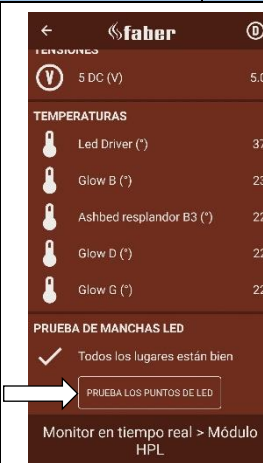 faber
D
TENSIONES
5 DC (V) 5.0
TEMPERATURAS
Led Driver (°) 37
Glow B (°) 23
Ashbed resplandor B3 (°) 22
Glow D (°) 22
Glow G (°) 22
PRUEBA DE MANCHAS LED
Todos los lugares están bien
PRUEBA LOS PUNTOS DE LED
Monitor en tiempo real > Módulo
HPL